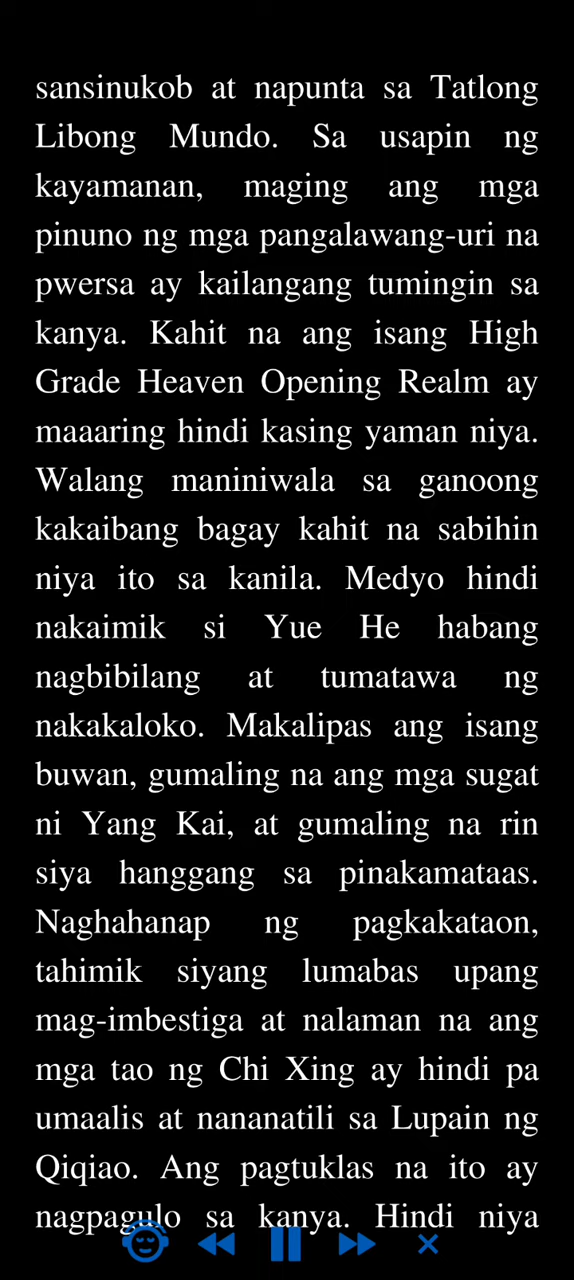 sansinukob at napunta sa Tatlong
Libong Mundo. Sa usapin ng
kayamanan, maging ang mga
pinuno ng mga pangalawang-uri na
pwersa ay kailangang tumingin sa
kanya. Kahit na ang isang High
Grade Heaven Opening Realm ay
maaaring hindi kasing yaman niya.
Walang maniniwala sa ganoong
kakaibang bagay kahit na sabihin
niya ito sa kanila. Medyo hindi
nakaimik si Yue He habang
nagbibilang at tumatawa ng
nakakaloko. Makalipas ang isang
buwan, gumaling na ang mga sugat
ni Yang Kai, at gumaling na rin
siya hanggang sa pinakamataas.
Naghahanap ng pagkakataon,
tahimik siyang lumabas upang
mag-imbestiga at nalaman na ang
mga tao ng Chi Xing ay hindi pa
umaalis at nananatili sa Lupain ng
Qiqiao. Ang pagtuklas na ito ay
nagpagulo sa kanya. Hindi niya